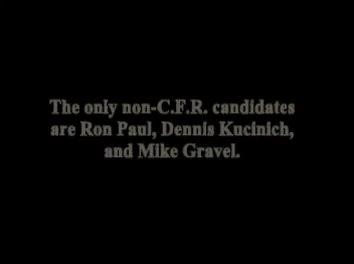 The only non-C.F.R. candidates
are Ron Paul, Dennis Kucinich,
and Mike Gravel.